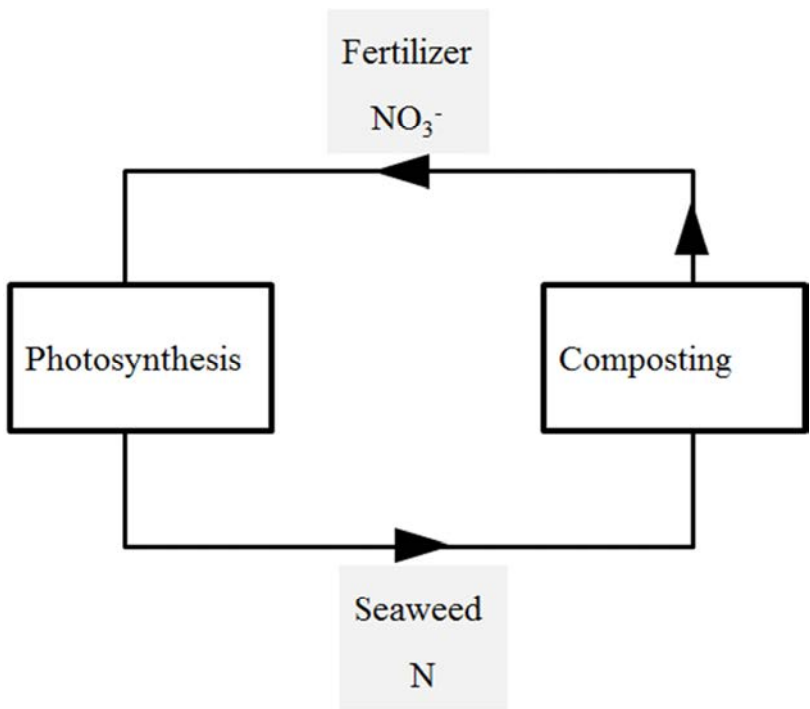 Fertilizer
NO₃⁻
Photosynthesis
Composting
Seaweed
N